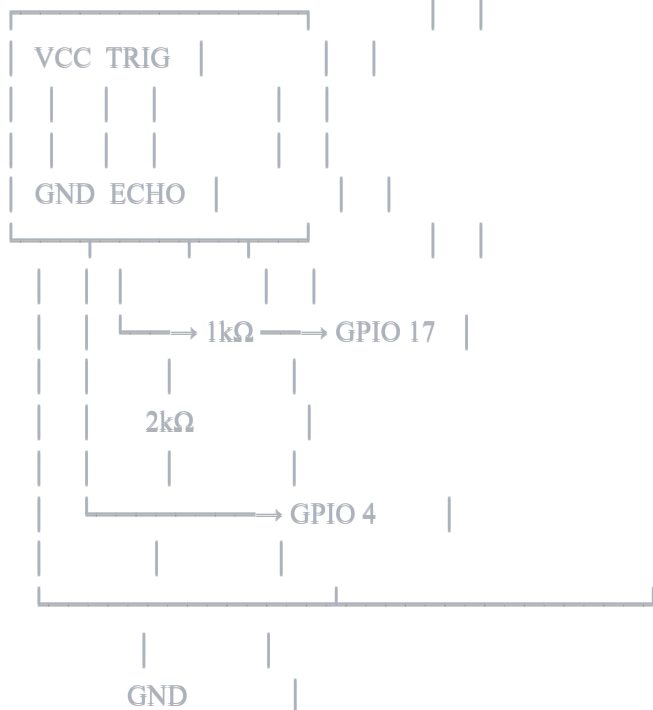 VCC TRIG
GND ECHO
→ 1kΩ → GPIO 17
2kΩ
→ GPIO 4
GND